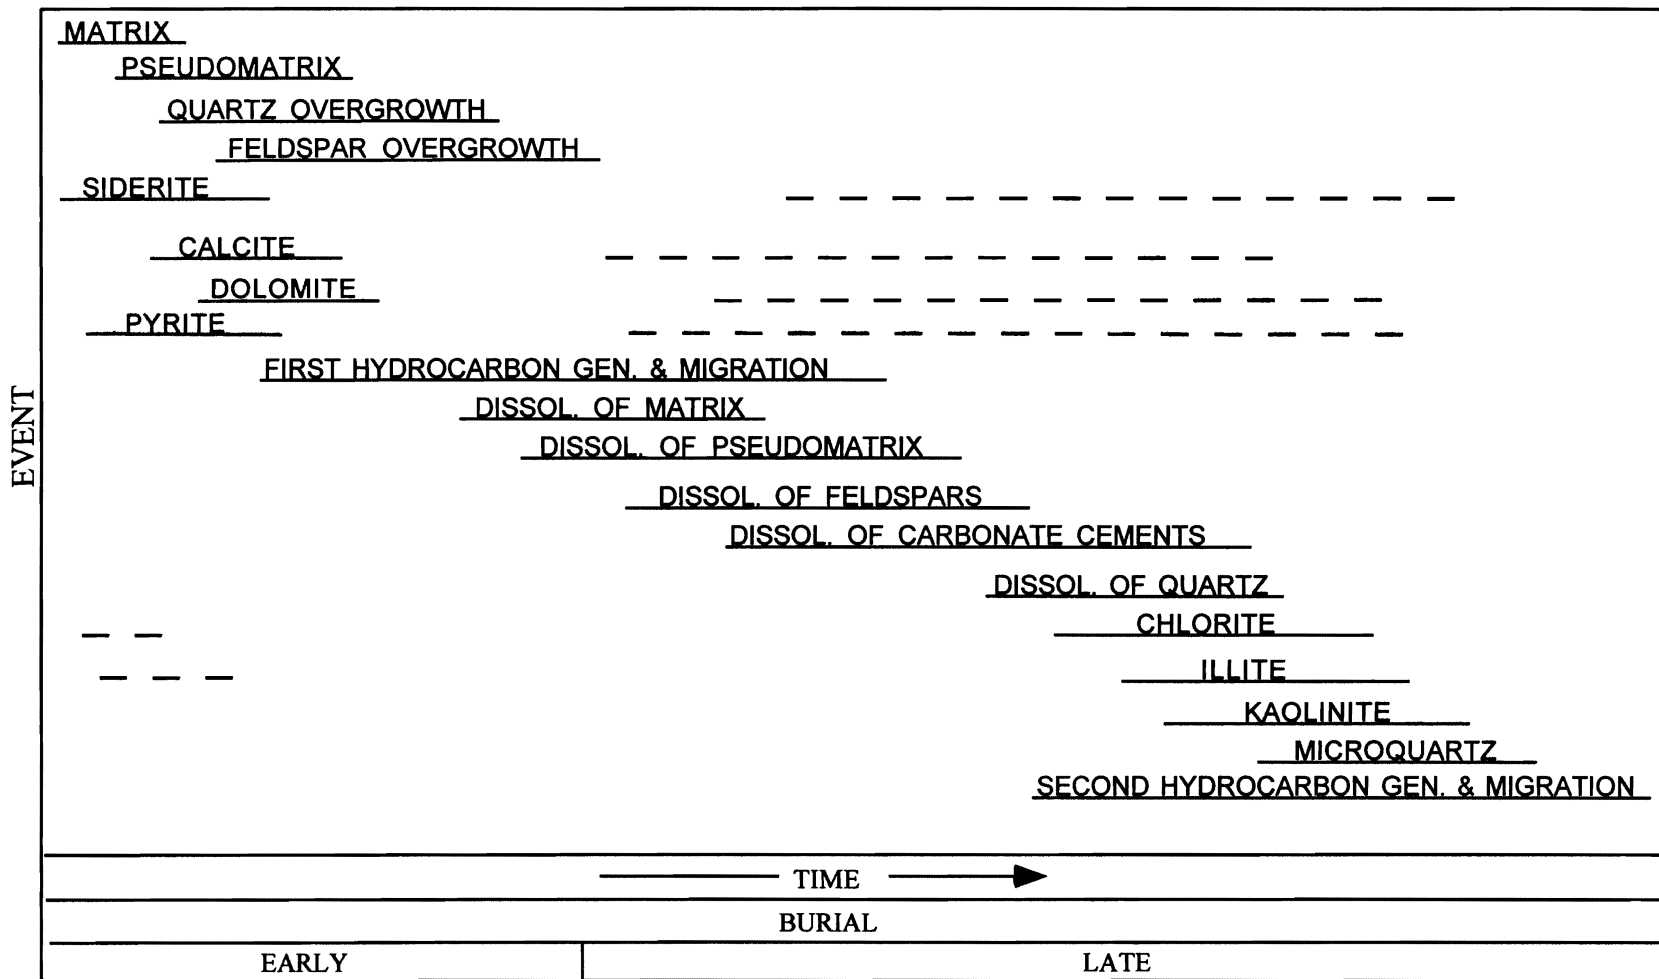 MATRIX
PSEUDOMATRIX
QUARTZ OVERGROWTH
FELDSPAR OVERGROWTH
SIDERITE
CALCITE
DOLOMITE
PYRITE
FIRST HYDROCARBON GEN. & MIGRATION
DISSOL. OF MATRIX
DISSOL. OF PSEUDOMATRIX
DISSOL. OF FELDSPARS
DISSOL. OF CARBONATE CEMENTS
DISSOL. OF QUARTZ
CHLORITE
ILLITE
KAOLINITE
MICROQUARTZ
SECOND HYDROCARBON GEN. & MIGRATION
EVENT
TIME
BURIAL
EARLY LATE